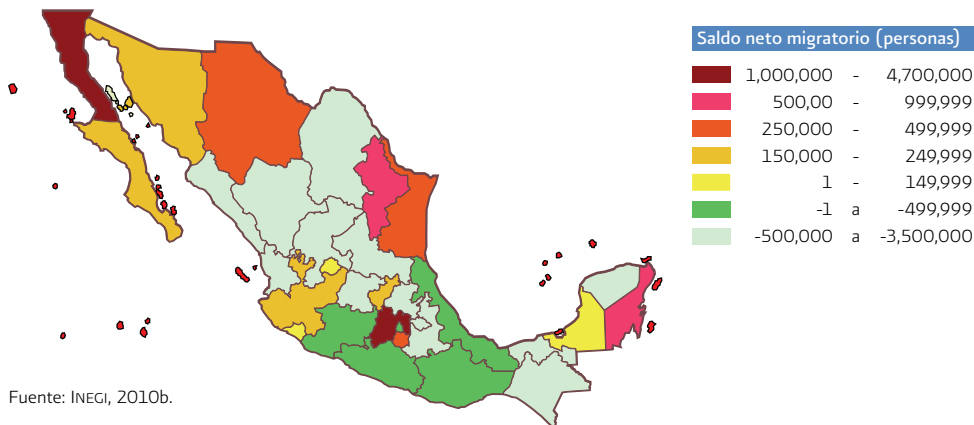 Saldo neto migratorio (personas)
1,000,000 - 4,700,000
500,00 - 999,999
250,000 - 499,999
150,000 - 249,999
1 - 149,999
-1 a -499,999
-500,000 a -3,500,000
Fuente: INEGI, 2010b.